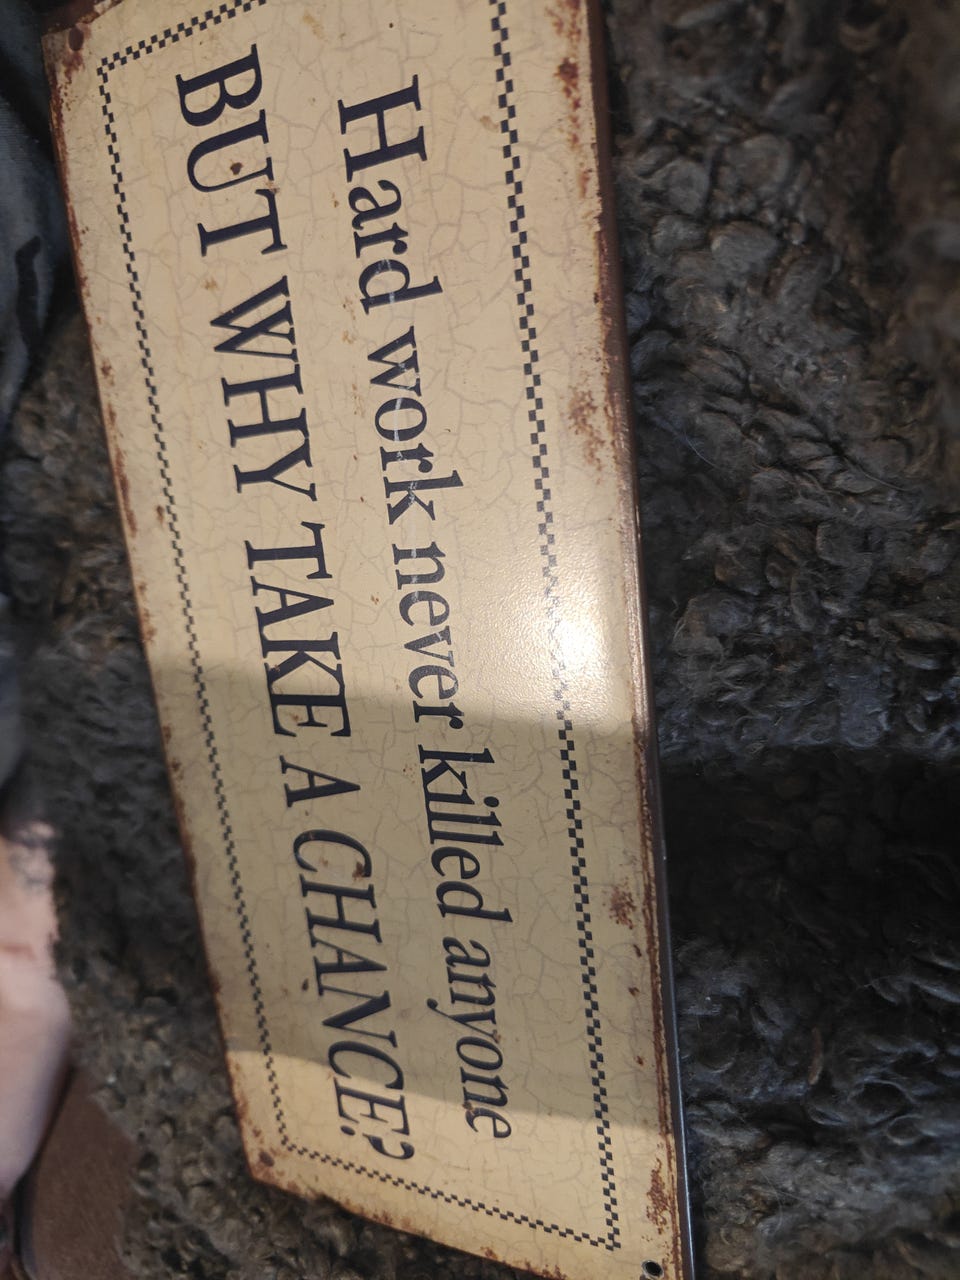 Hard work never killed anyone
BUT WHY TAKE A CHANCE?